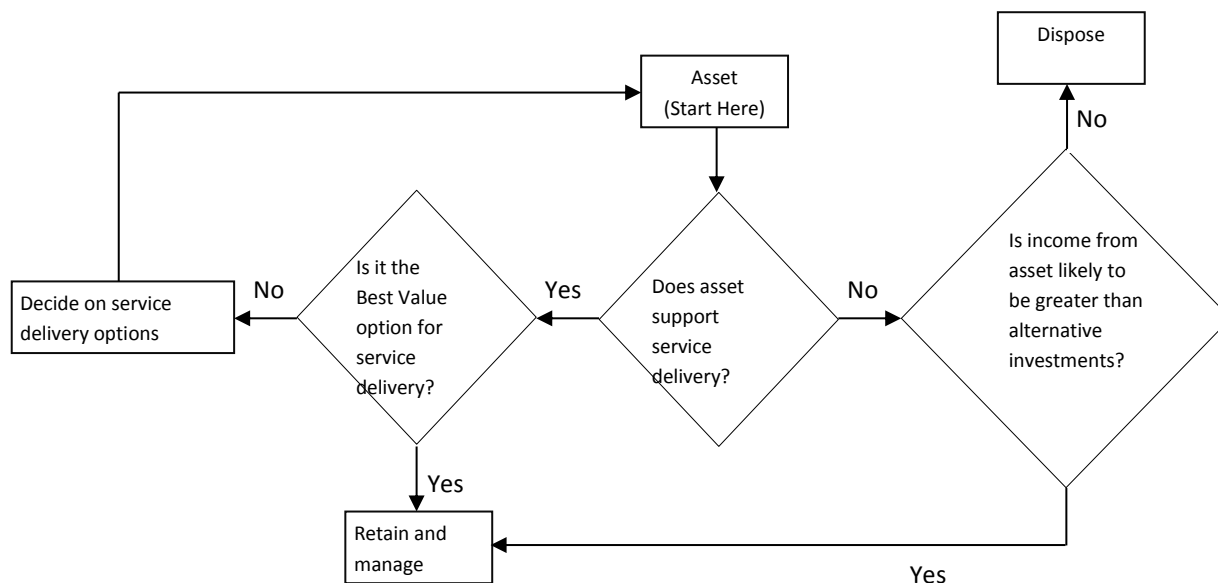 Dispose
Asset
(Start Here)
No
Is it the
Best Value
option for
service
delivery?
Does asset
support
service
delivery?
Is income from
asset likely to
be greater than
alternative
investments?
No
Yes
No
Decide on service
delivery options
Yes
Retain and
manage
Yes